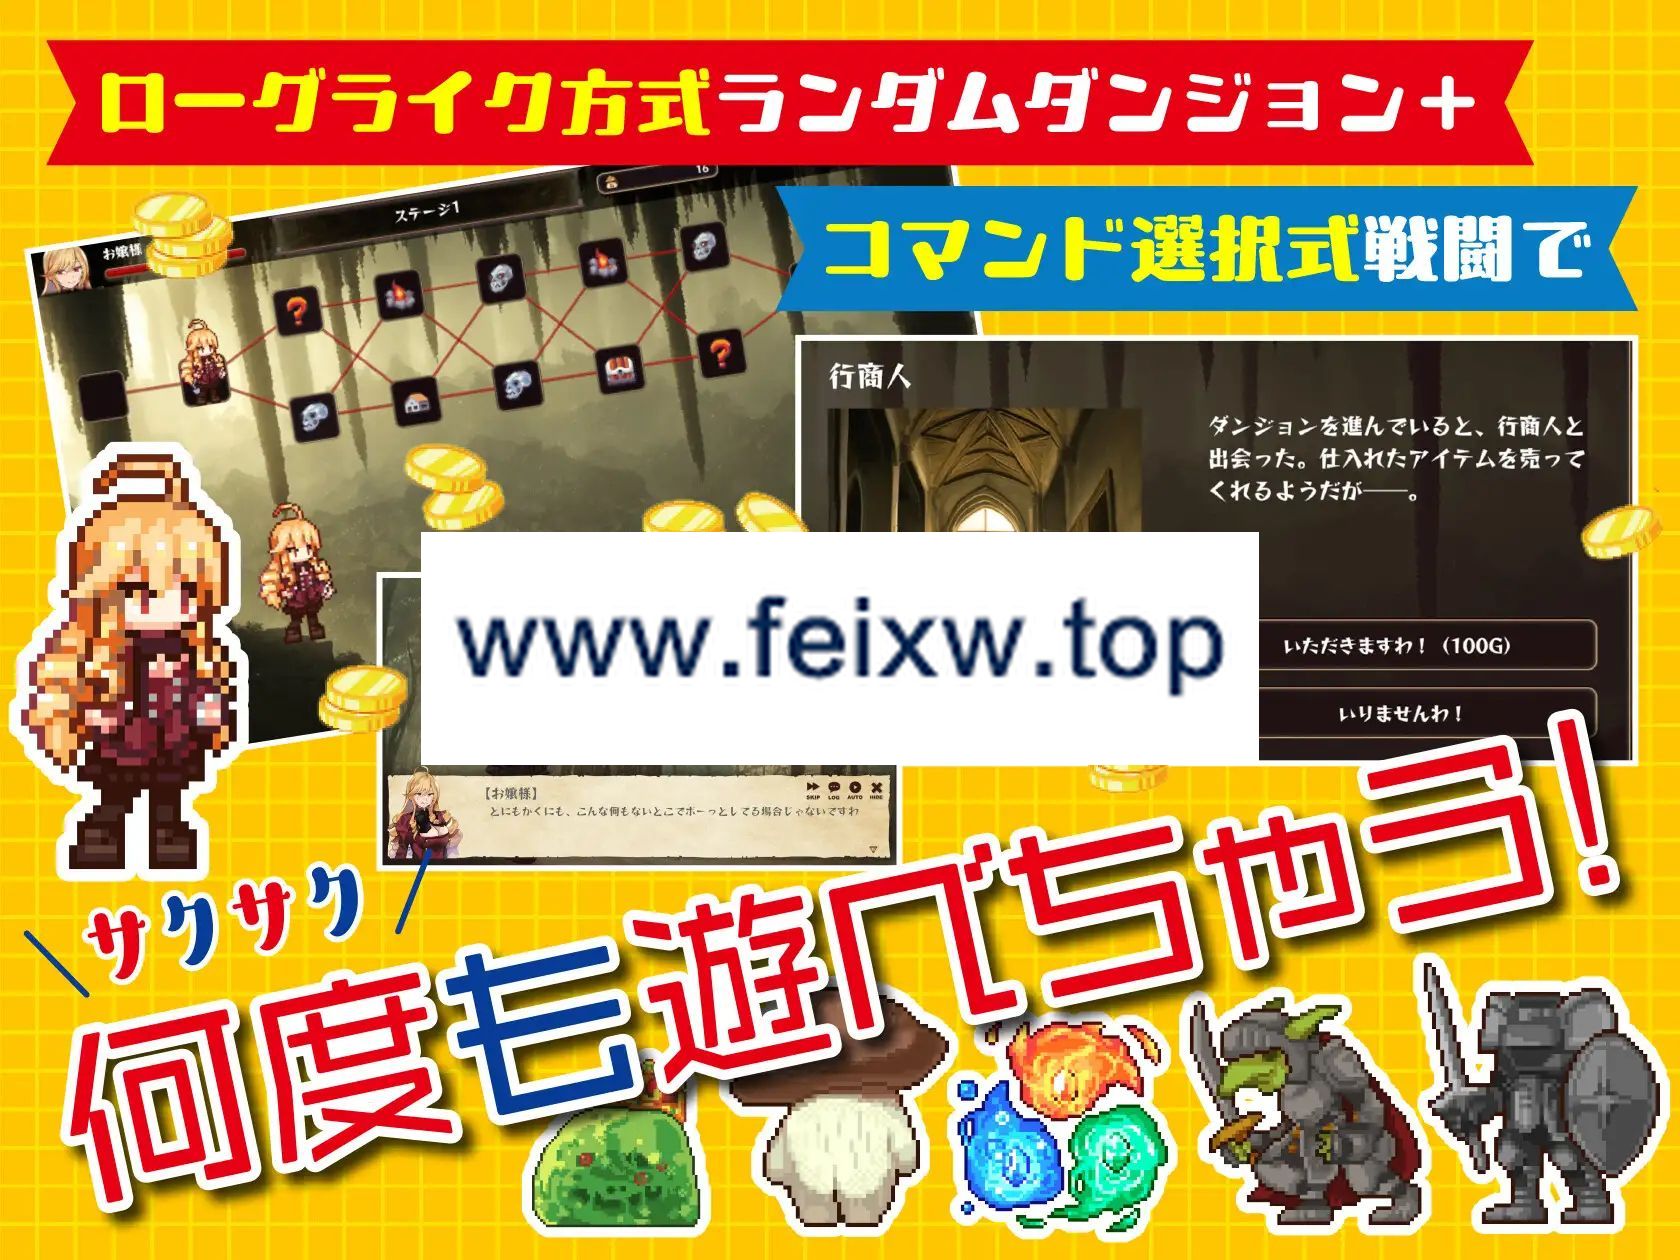 ローグライク方式ランダムダンジョン＋
コマンド選択式戦闘で
16
ステージ1
お嬢様
行商人
ダンジョンを進んでいると、行商人と
出会った。仕入れたアイテムを売って
くれるようだが――。
www.feixw.top
いただきますわ！（100G）
いりませんわ！
【お嬢様】
SKIP LOG AUTO HIDE
とにもかくにも、こんな何もないとこでボーっとしてる場合じゃないですわ
サクサク
何度も遊べちゃう！